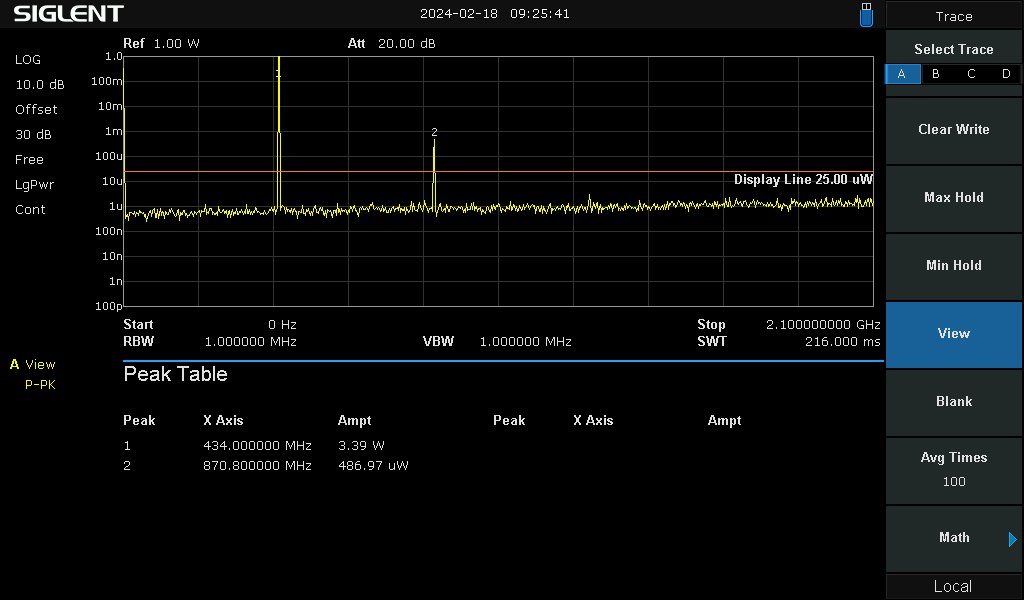 SIGLENT 2024-02-18 09:25:41 Trace
Ref 1.00 W Att 20.00 dB
Select Trace
A B C D
LOG
10.0 dB
Offset
30 dB
Free
LgPwr
Cont
1.0
100m
10m
1m
100u
10u
1u
100n
10n
1n
100p
1
2
Display Line 25.00 uW
Start 0 Hz Stop 2.100000000 GHz
RBW 1.000000 MHz VBW 1.000000 MHz SWT 216.000 ms
A View
P-PK
Peak Table
Peak X Axis Ampt Peak X Axis Ampt
1 434.000000 MHz 3.39 W
2 870.800000 MHz 486.97 uW
Clear Write
Max Hold
Min Hold
View
Blank
Avg Times
100
Math
Local